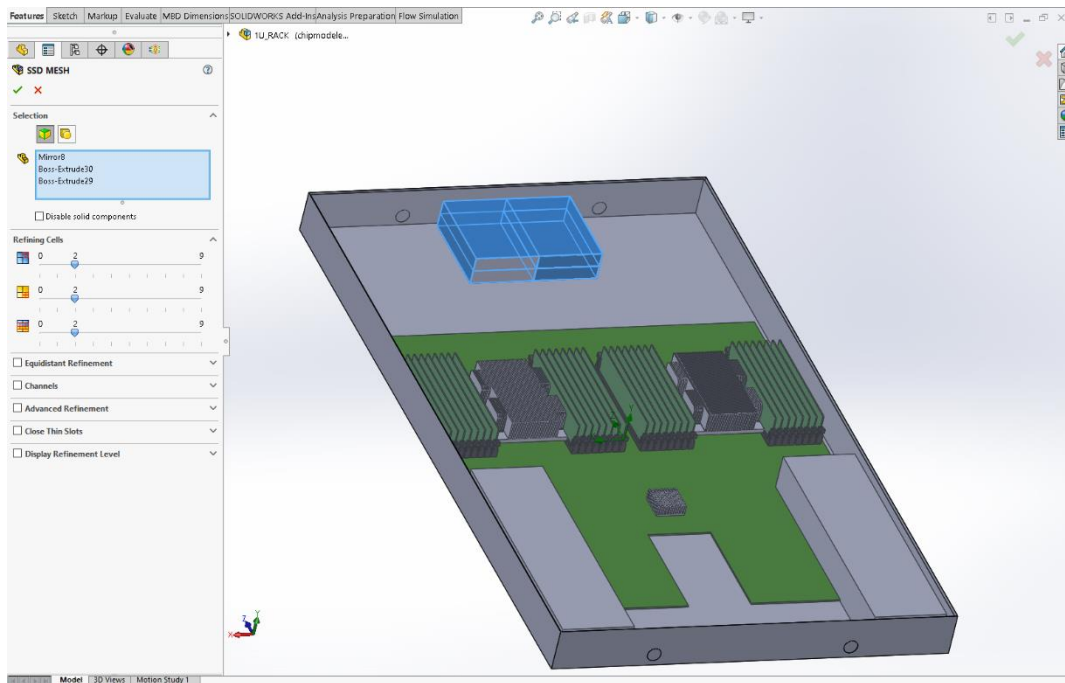 Features Sketch Markup Evaluate MBD Dimensions SOLIDWORKS Add-Ins Analysis Preparation Flow Simulation
1U_RACK (chipmodele...
SSD MESH
Selection
Mirror8
Boss-Extrude30
Boss-Extrude29
Disable solid components
Refining Cells
0 2 9
0 2 9
0 2 9
Equidistant Refinement
Channels
Advanced Refinement
Close Thin Slots
Display Refinement Level
Z Y
X
Model 3D Views Motion Study 1